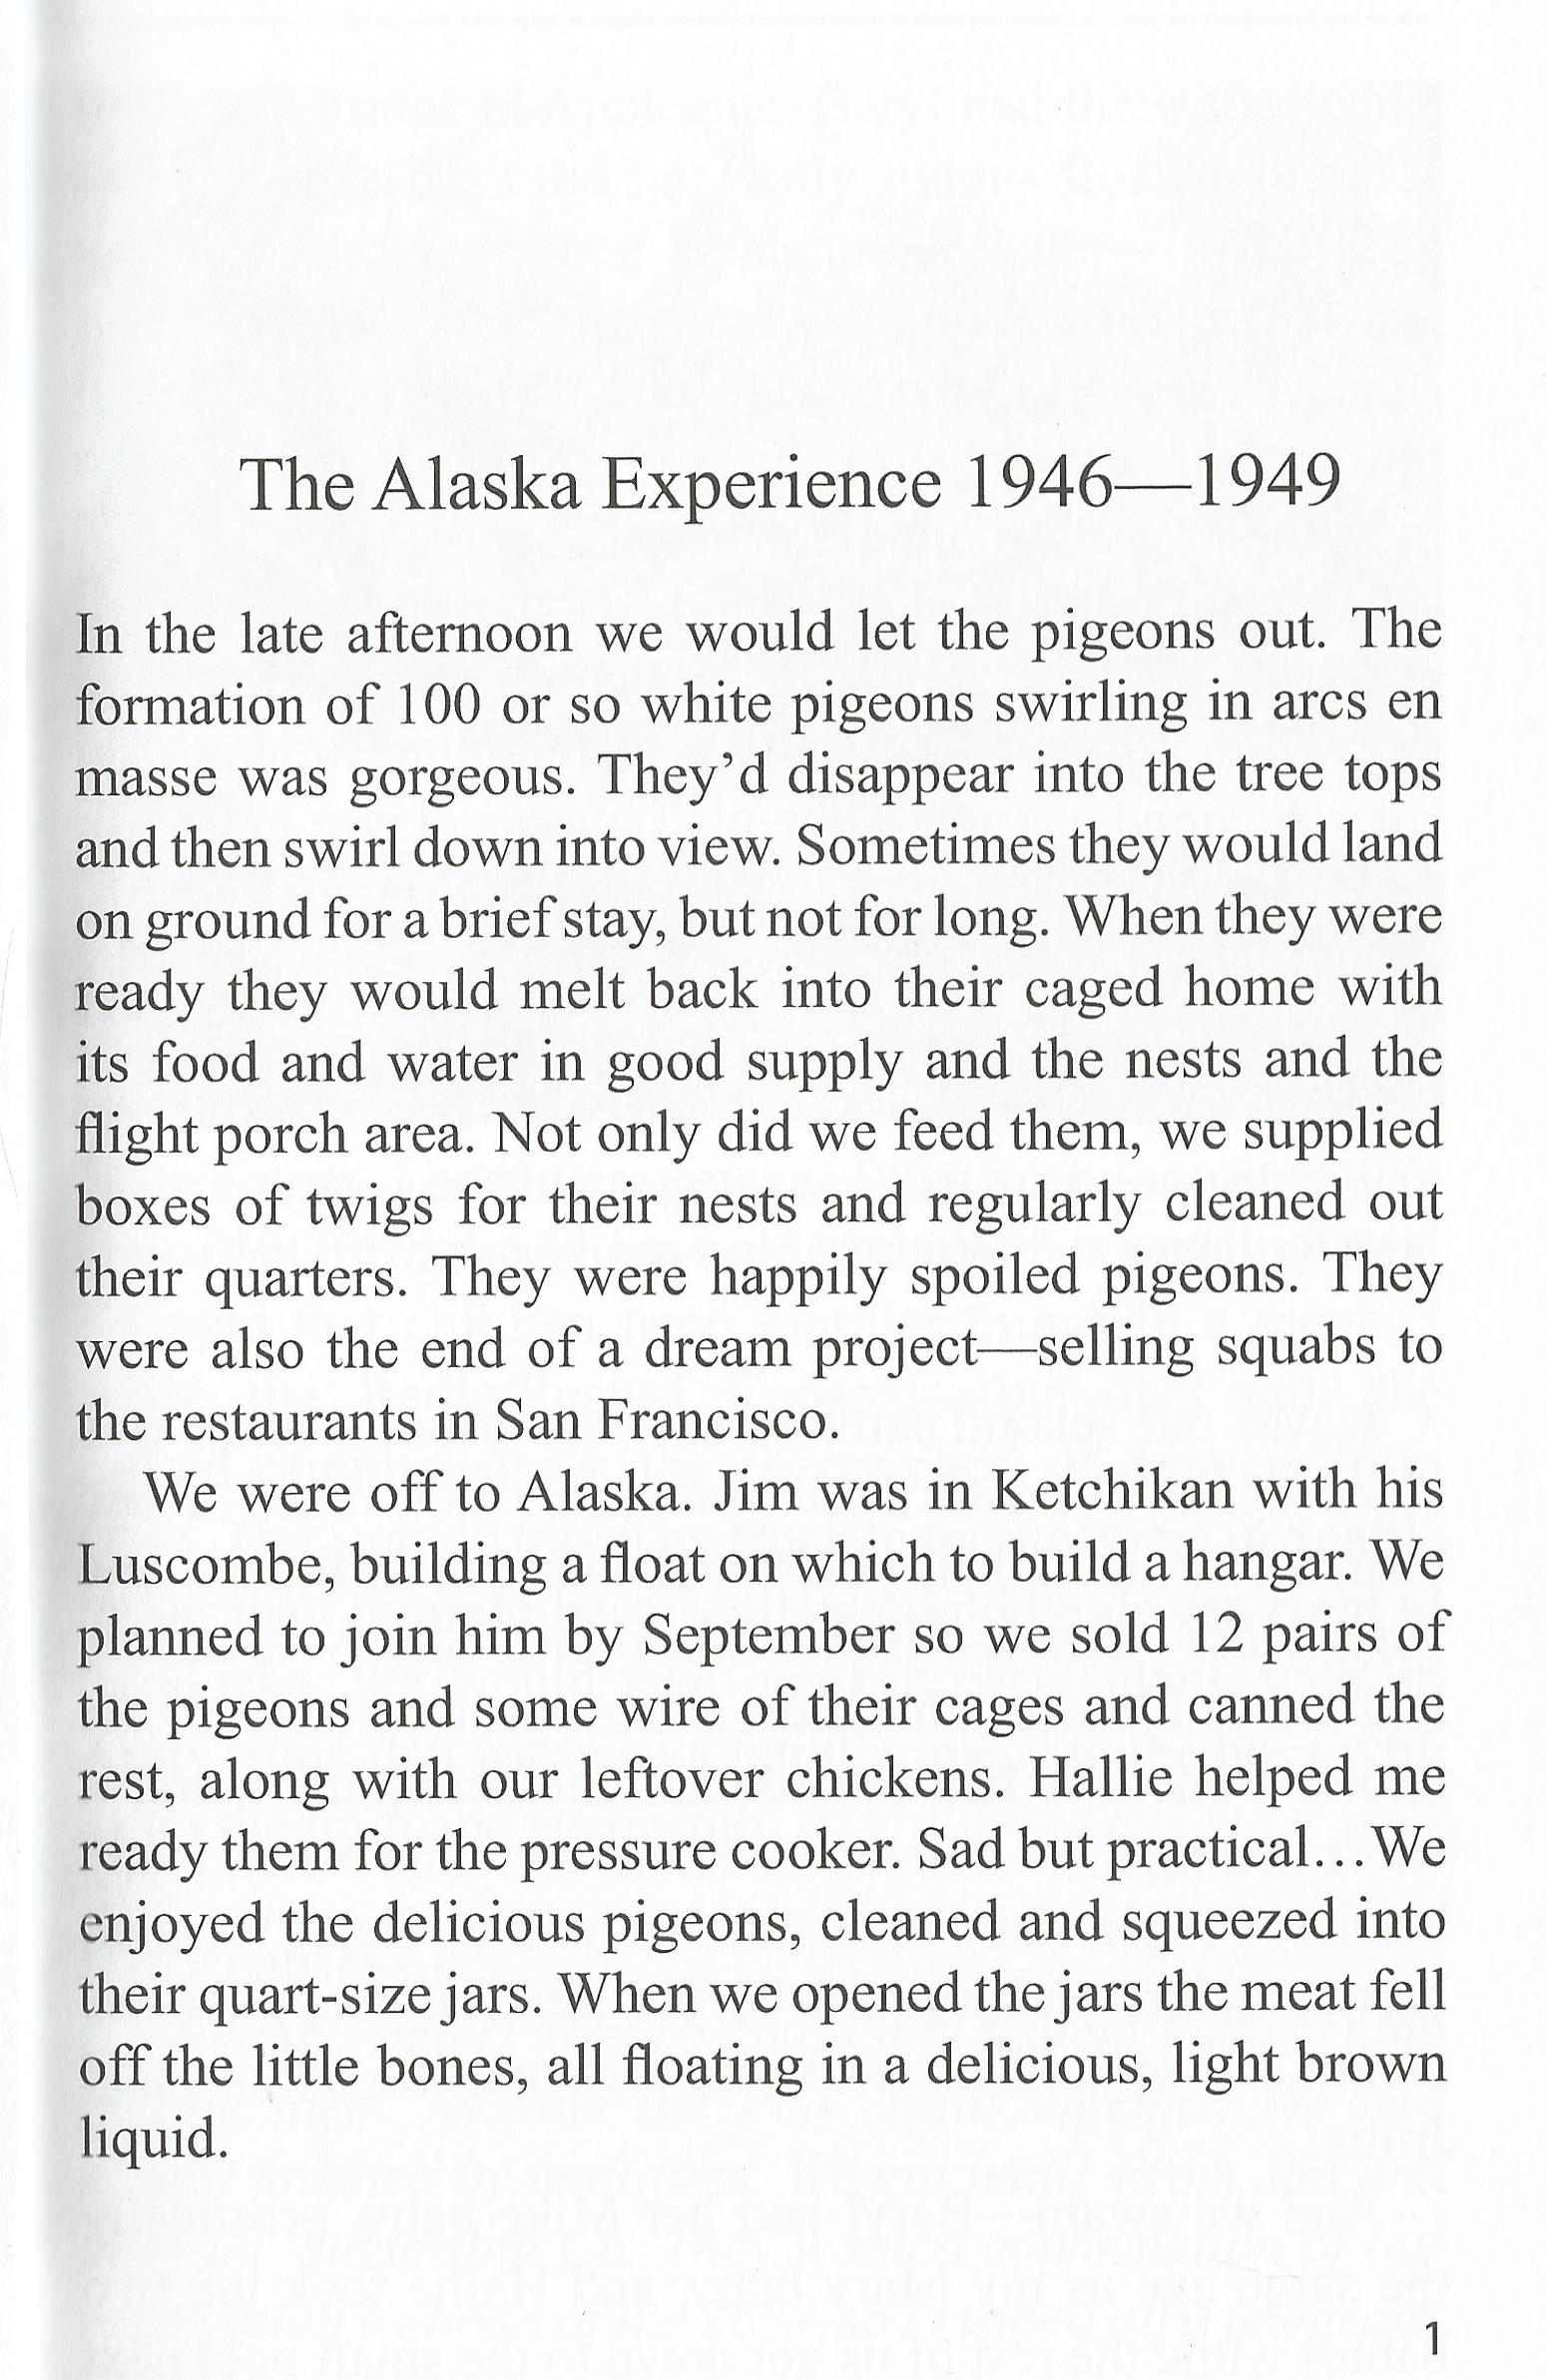 The Alaska Experience 1946—1949
In the late afternoon we would let the pigeons out. The
formation of 100 or so white pigeons swirling in arcs en
masse was gorgeous. They’d disappear into the tree tops
and then swirl down into view. Sometimes they would land
on ground for a brief stay, but not for long. When they were
ready they would melt back into their caged home with
its food and water in good supply and the nests and the
flight porch area. Not only did we feed them, we supplied
boxes of twigs for their nests and regularly cleaned out
their quarters. They were happily spoiled pigeons. They
were also the end of a dream project—selling squabs to
the restaurants in San Francisco.
We were off to Alaska. Jim was in Ketchikan with his
Luscombe, building a float on which to build a hangar. We
planned to join him by September so we sold 12 pairs of
the pigeons and some wire of their cages and canned the
rest, along with our leftover chickens. Hallie helped me
ready them for the pressure cooker. Sad but practical…We
enjoyed the delicious pigeons, cleaned and squeezed into
their quart-size jars. When we opened the jars the meat fell
off the little bones, all floating in a delicious, light brown
liquid.
1